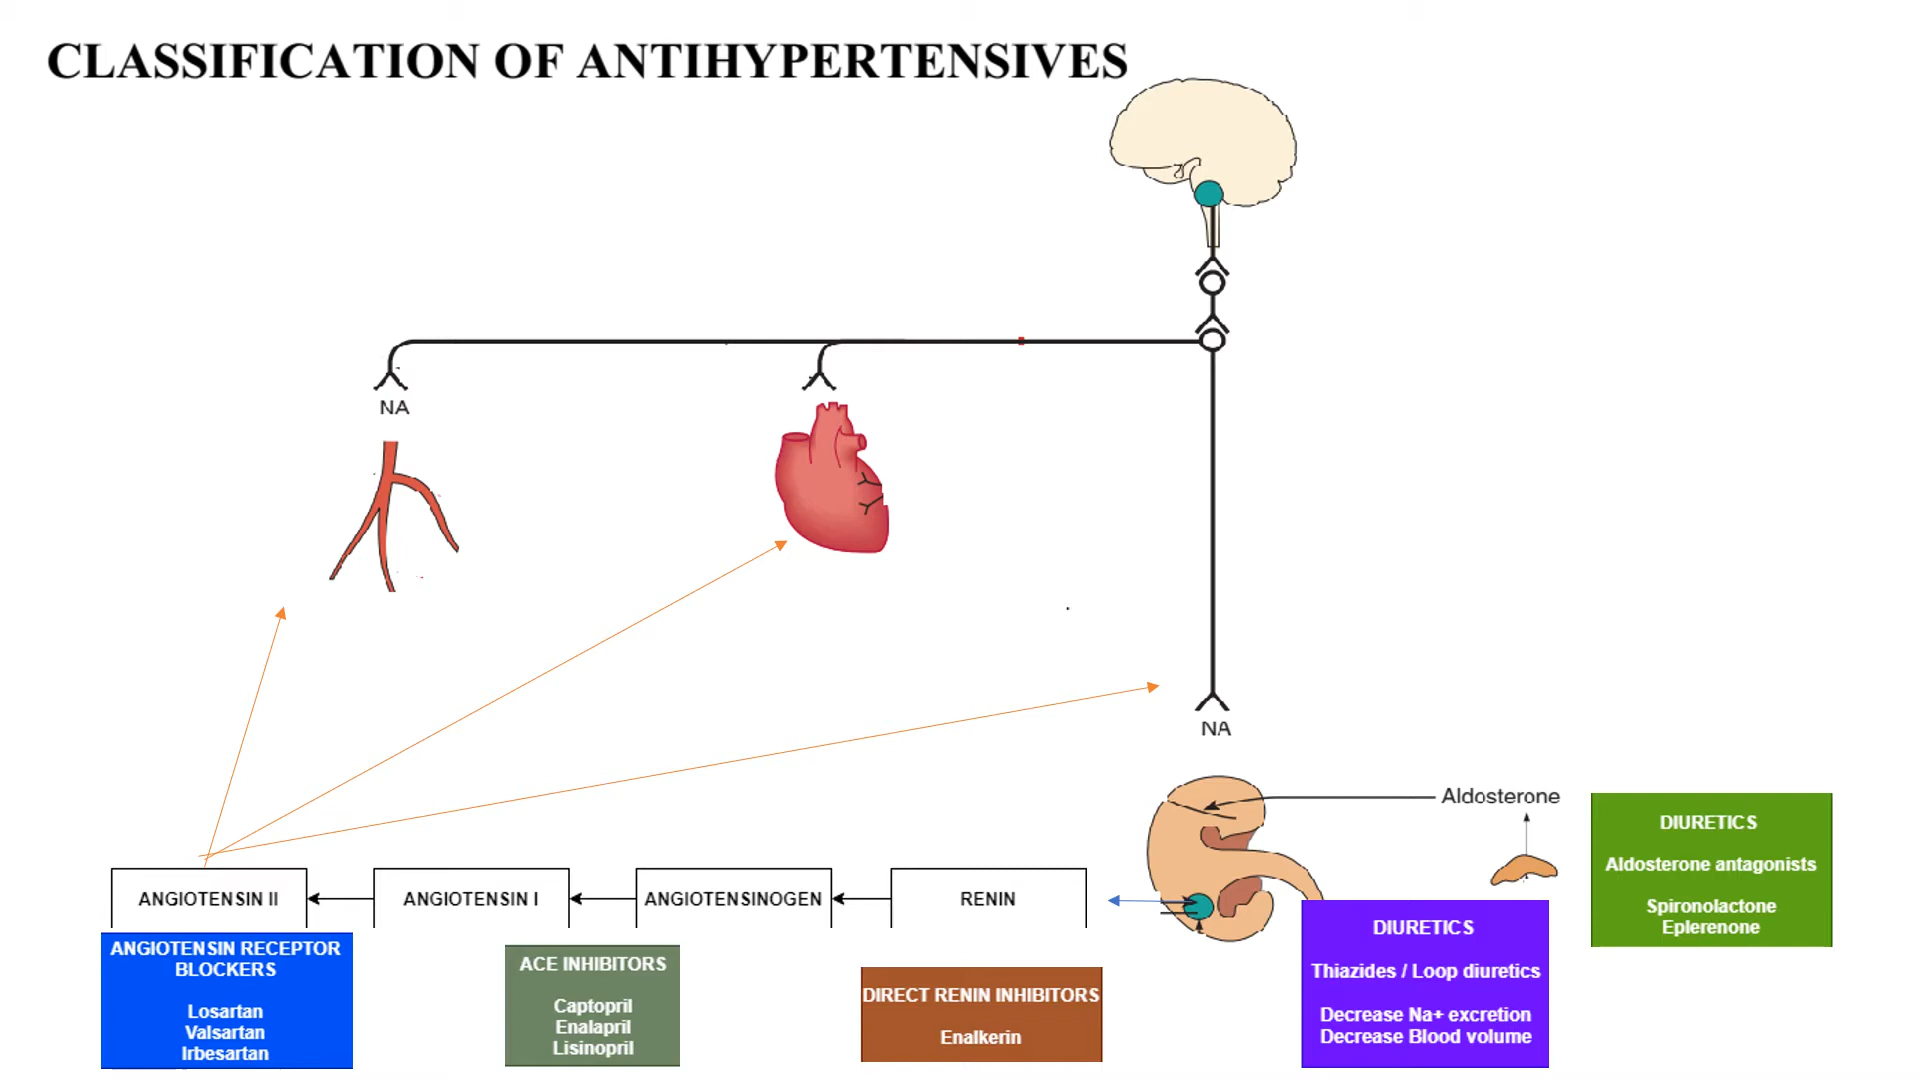 CLASSIFICATION OF ANTIHYPERTENSIVES
NA
NA
Aldosterone
ANGIOTENSIN II
ANGIOTENSIN I
ANGIOTENSINOGEN
RENIN
ANGIOTENSIN RECEPTOR
BLOCKERS
Losartan
Valsartan
Irbesartan
ACE INHIBITORS
Captopril
Enalapril
Lisinopril
DIRECT RENIN INHIBITORS
Enalkerin
DIURETICS
Thiazides / Loop diuretics
Decrease Na+ excretion
Decrease Blood volume
DIURETICS
Aldosterone antagonists
Spironolactone
Eplerenone